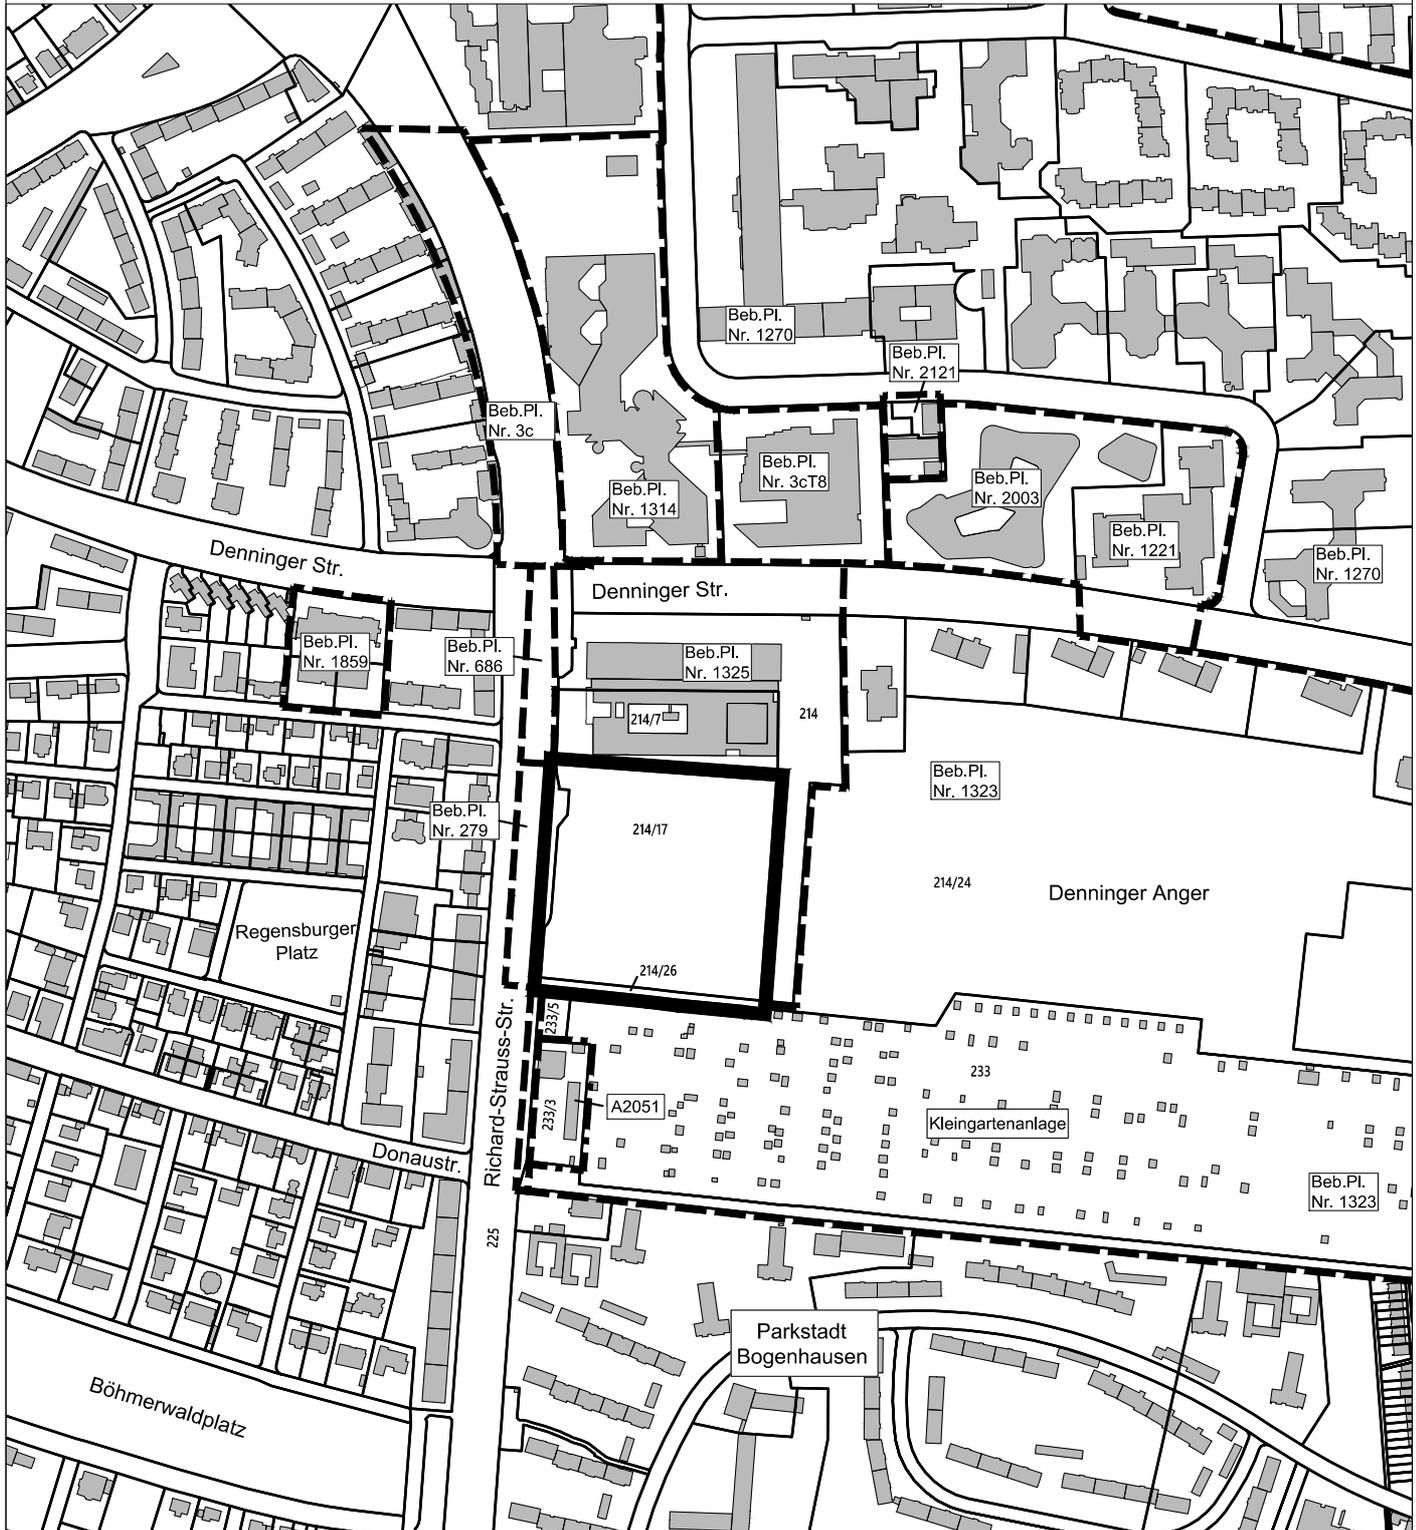 Beb.Pl.
Nr. 1270
Beb.Pl.
Nr. 2121
Beb.Pl.
Nr. 3c
Beb.Pl.
Nr. 3cT8
Beb.Pl.
Nr. 2003
Beb.Pl.
Nr. 1314
Beb.Pl.
Nr. 1221
Beb.Pl.
Nr. 1270
Denninger Str.
Denninger Str.
Beb.Pl.
Nr. 1859
Beb.Pl.
Nr. 686
Beb.Pl.
Nr. 1325
214/7
214
Beb.Pl.
Nr. 1323
Beb.Pl.
Nr. 279
214/17
214/24
Denninger Anger
Regensburger
Platz
214/26
233/5
Richard-Strauss-Str.
233
A2051
233/3
Kleingartenanlage
Donaustr.
Beb.Pl.
Nr. 1323
225
Parkstadt
Bogenhausen
Böhmerwaldplatz